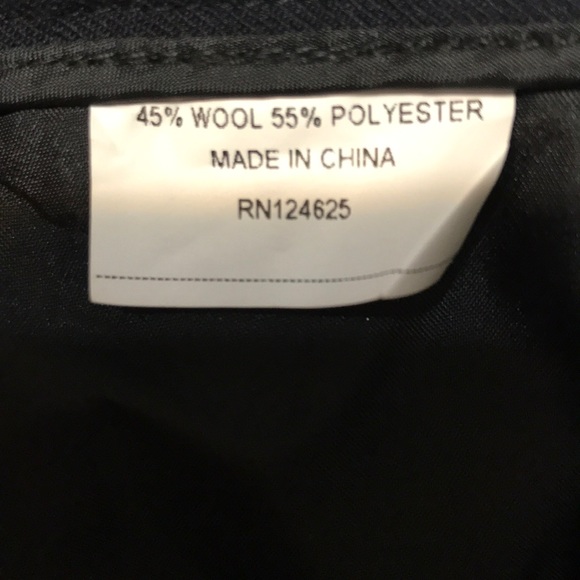 45% WOOL 55% POLYESTER
MADE IN CHINA
RN124625